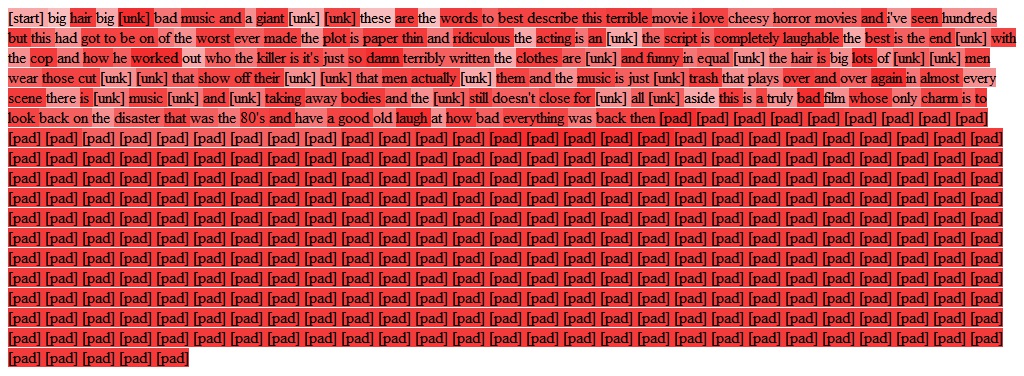 [start] big hair big [unk] bad music and a giant [unk] [unk] these are the words to best describe this terrible movie i love cheesy horror movies and i've seen hundreds
but this had got to be on of the worst ever made the plot is paper thin and ridiculous the acting is an [unk] the script is completely laughable the best is the end [unk] with
the cop and how he worked out who the killer is it's just so damn terribly written the clothes are [unk] and funny in equal [unk] the hair is big lots of [unk] [unk] men
wear those cut [unk] [unk] that show off their [unk] [unk] that men actually [unk] them and the music is just [unk] trash that plays over and over again in almost every
scene there is [unk] music [unk] and [unk] taking away bodies and the [unk] still doesn't close for [unk] all [unk] aside this is a truly bad film whose only charm is to
look back on the disaster that was the 80's and have a good old laugh at how bad everything was back then [pad] [pad] [pad] [pad] [pad] [pad] [pad] [pad] [pad]
[pad] [pad] [pad] [pad] [pad] [pad] [pad] [pad] [pad] [pad] [pad] [pad] [pad] [pad] [pad] [pad] [pad] [pad] [pad] [pad] [pad] [pad] [pad] [pad] [pad] [pad] [pad]
[pad] [pad] [pad] [pad] [pad] [pad] [pad] [pad] [pad] [pad] [pad] [pad] [pad] [pad] [pad] [pad] [pad] [pad] [pad] [pad] [pad] [pad] [pad] [pad] [pad] [pad] [pad]
[pad] [pad] [pad] [pad] [pad] [pad] [pad] [pad] [pad] [pad] [pad] [pad] [pad] [pad] [pad] [pad] [pad] [pad] [pad] [pad] [pad] [pad] [pad] [pad] [pad] [pad] [pad]
[pad] [pad] [pad] [pad] [pad] [pad] [pad] [pad] [pad] [pad] [pad] [pad] [pad] [pad] [pad] [pad] [pad] [pad] [pad] [pad] [pad] [pad] [pad] [pad] [pad] [pad] [pad]
[pad] [pad] [pad] [pad] [pad] [pad] [pad] [pad] [pad] [pad] [pad] [pad] [pad] [pad] [pad] [pad] [pad] [pad] [pad] [pad] [pad] [pad] [pad] [pad] [pad] [pad] [pad]
[pad] [pad] [pad] [pad] [pad] [pad] [pad] [pad] [pad] [pad] [pad] [pad] [pad] [pad] [pad] [pad] [pad] [pad] [pad] [pad] [pad] [pad] [pad] [pad] [pad] [pad] [pad]
[pad] [pad] [pad] [pad] [pad] [pad] [pad] [pad] [pad] [pad] [pad] [pad] [pad] [pad] [pad] [pad] [pad] [pad] [pad] [pad] [pad] [pad] [pad] [pad] [pad] [pad] [pad]
[pad] [pad] [pad] [pad] [pad] [pad] [pad] [pad] [pad] [pad] [pad] [pad] [pad] [pad] [pad] [pad] [pad] [pad] [pad] [pad] [pad] [pad] [pad] [pad] [pad] [pad] [pad]
[pad] [pad] [pad] [pad] [pad] [pad] [pad] [pad] [pad] [pad] [pad] [pad] [pad] [pad] [pad] [pad] [pad] [pad] [pad] [pad] [pad] [pad] [pad] [pad] [pad] [pad] [pad]
[pad] [pad] [pad] [pad] [pad] [pad] [pad] [pad] [pad] [pad] [pad] [pad] [pad] [pad] [pad] [pad] [pad] [pad] [pad] [pad] [pad] [pad] [pad] [pad] [pad] [pad] [pad]
[pad] [pad] [pad] [pad] [pad] [pad] [pad] [pad] [pad] [pad] [pad] [pad] [pad] [pad] [pad] [pad] [pad] [pad] [pad] [pad] [pad] [pad] [pad] [pad] [pad] [pad] [pad]
[pad] [pad] [pad] [pad] [pad]